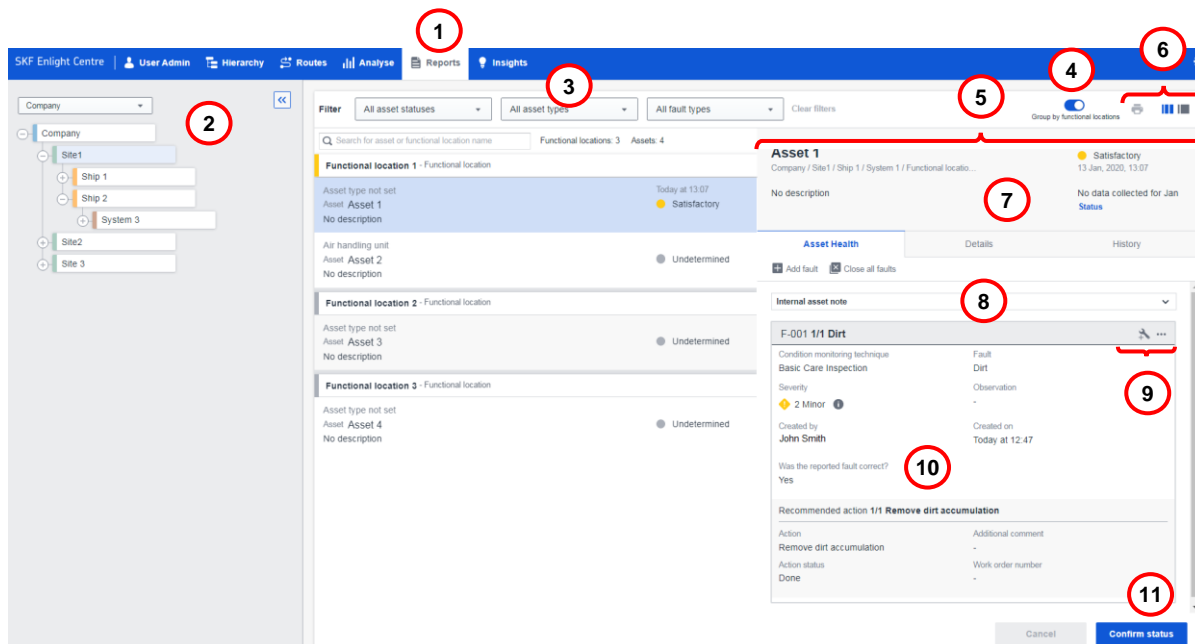 1
6
SKF Enlight Centre User Admin Hierarchy Routes Analyse Reports Insights
4
3
5
Company
2
Company
Site1
Ship 1
Ship 2
System 3
Site2
Site 3
Filter All asset statuses All asset types All fault types Clear filters
Group by functional locations
Search for asset or functional location name Functional locations: 3 Assets: 4
Functional location 1 - Functional location
Asset type not set Today at 13:07
Asset Asset 1 Satisfactory
No description
Air handling unit
Asset Asset 2 Undetermined
No description
Functional location 2 - Functional location
Asset type not set
Asset Asset 3 Undetermined
No description
Functional location 3 - Functional location
Asset type not set
Asset Asset 4 Undetermined
No description
Asset 1 Satisfactory
Company / Site1 / Ship 1 / System 1 / Functional locatio... 13 Jan, 2020, 13:07
No description No data collected for Jan
7
Status
Asset Health Details History
Add fault Close all faults
Internal asset note
8
F-001 1/1 Dirt
Condition monitoring technique Fault
Basic Care Inspection Dirt
9
Severity Observation
2 Minor -
Created by Created on
John Smith Today at 12:47
Was the reported fault correct?
10
Yes
Recommended action 1/1 Remove dirt accumulation
Action Additional comment
Remove dirt accumulation -
Action status Work order number
Done -
11
Cancel Confirm status